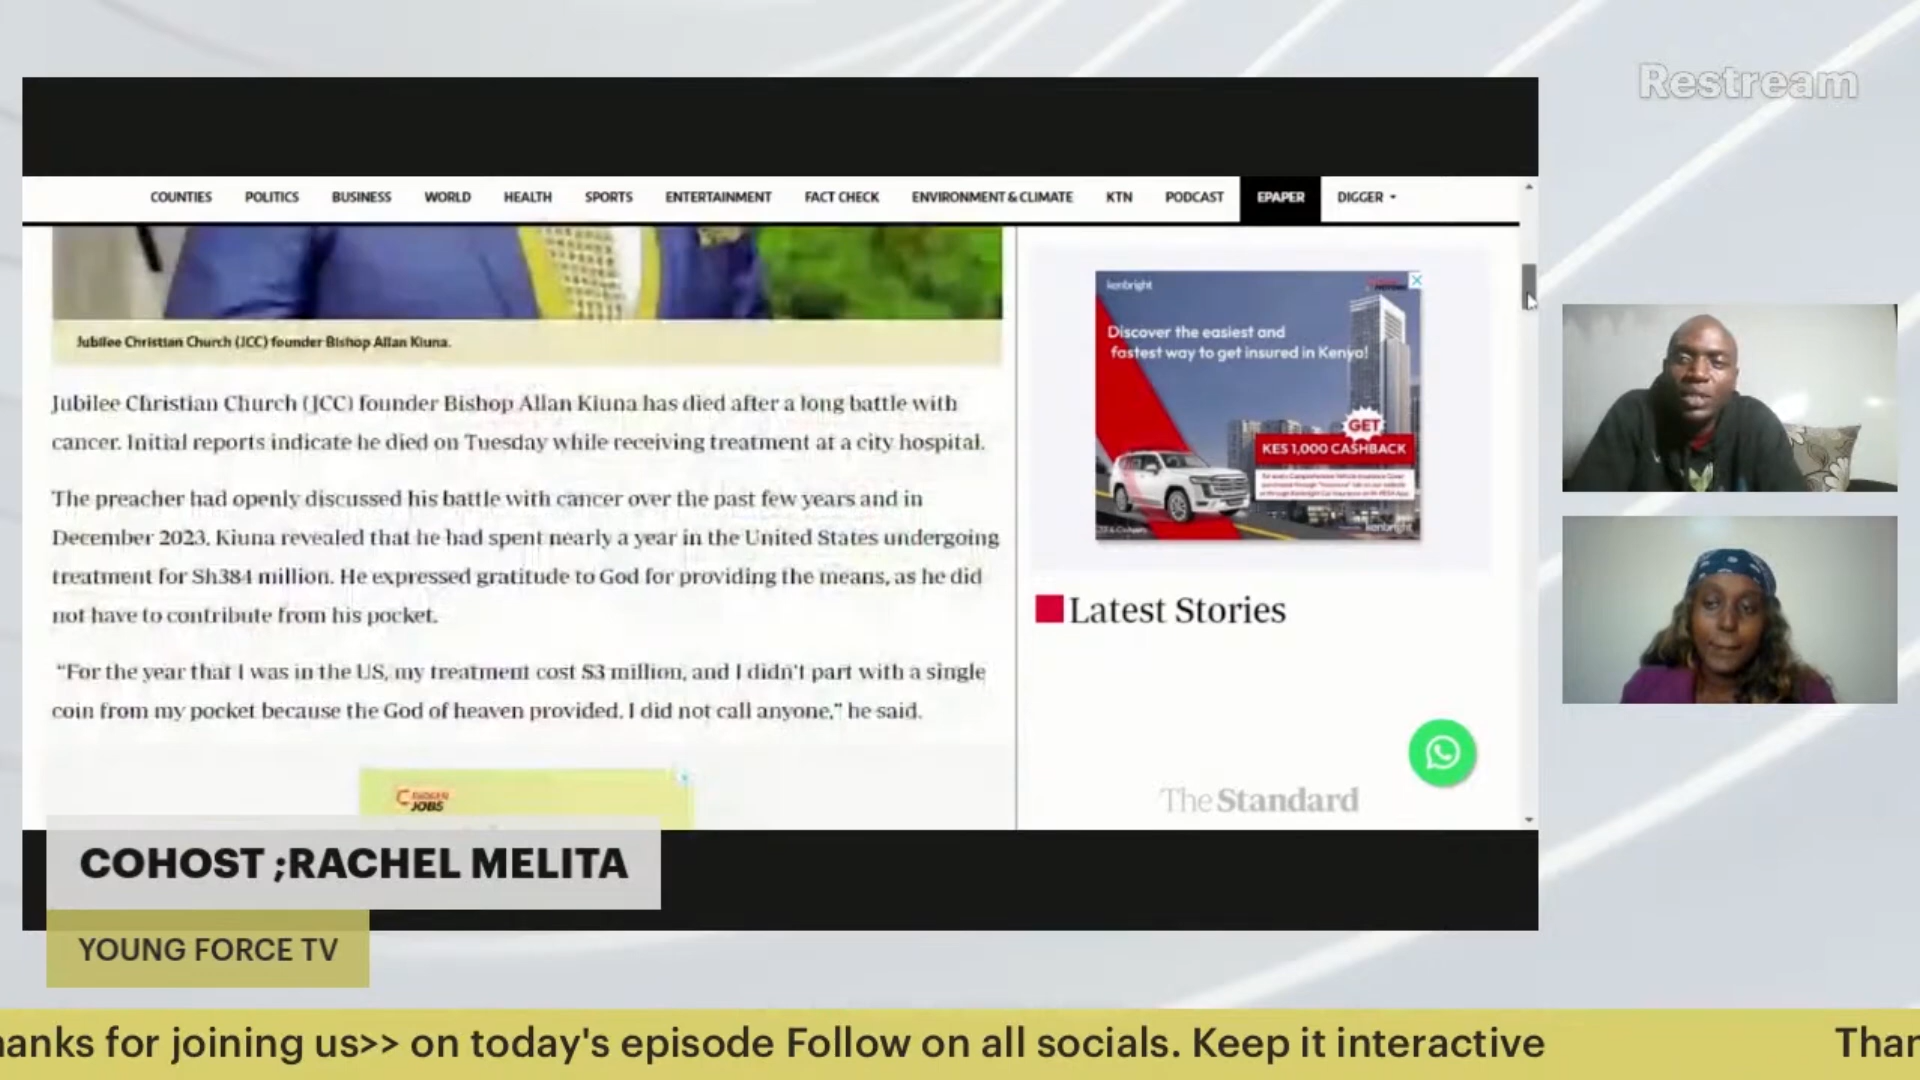 Restream
COUNTIES POLITICS BUSINESS WORLD HEALTH SPORTS ENTERTAINMENT FACT CHECK ENVIRONMENT & CLIMATE KTN PODCAST EPAPER DIGGER
Jubilee Christian Church (JCC) founder Bishop Allan Kiuna.
Jubilee Christian Church (JCC) founder Bishop Allan Kiuna has died after a long battle with
cancer. Initial reports indicate he died on Tuesday while receiving treatment at a city hospital.
The preacher had openly discussed his battle with cancer over the past few years and in
December 2023, Kiuna revealed that he had spent nearly a year in the United States undergoing
treatment for Sh384 million. He expressed gratitude to God for providing the means, as he did
not have to contribute from his pocket.
“For the year that I was in the US, my treatment cost $3 million, and I didn't part with a single
coin from my pocket because the God of heaven provided. I did not call anyone," he said.
kenbright
Discover the easiest and
fastest way to get insured in Kenya!
GET
KES 1,000 CASHBACK
kenbright
Latest Stories
The Standard
JOBS
COHOST ;RACHEL MELITA
YOUNG FORCE TV
hanks for joining us>> on today's episode Follow on all socials. Keep it interactive
Than